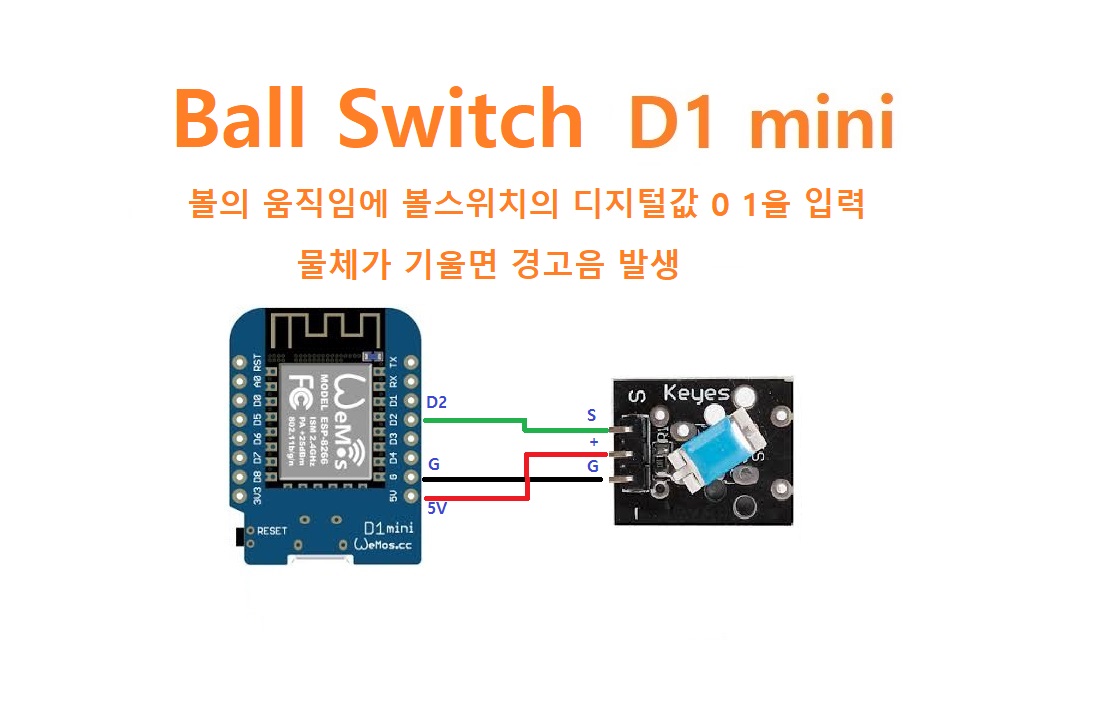 Ball Switch D1 mini
볼의 움직임에 볼스위치의 디지털값 0 1을 입력
물체가 기울면 경고음 발생
RST
A0
D0
D5
D6
D7
D8
3V3
TX
RX
D1
D2
D3
D4
G
5V
WeMos
MODEL ESP-8266
ISM 2.4GHz
PA +25dBm
802.11b/gn
FC
RESET
D1mini
WeMos.cc
D2
G
5V
S
+
G
S
Keyes
S
-